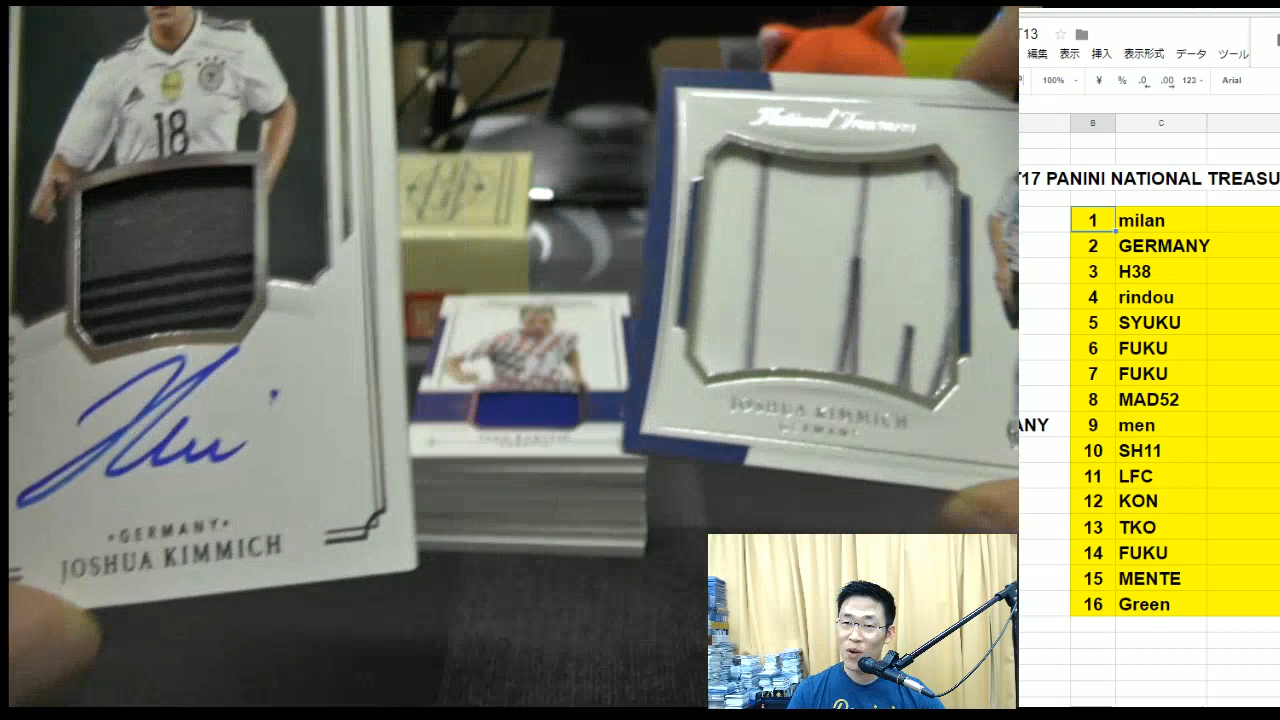 18
GERMANY
JOSHUA KIMMICH
National Treasures
JOSHUA KIMMICH
GERMANY
T13
編集 表示 挿入 表示形式 データ ツール
100% ¥ % .0 .00 123 Arial
B C
T17 PANINI NATIONAL TREASU
1 milan
2 GERMANY
3 H38
4 rindou
5 SYUKU
6 FUKU
7 FUKU
8 MAD52
ANY 9 men
10 SH11
11 LFC
12 KON
13 TKO
14 FUKU
15 MENTE
16 Green